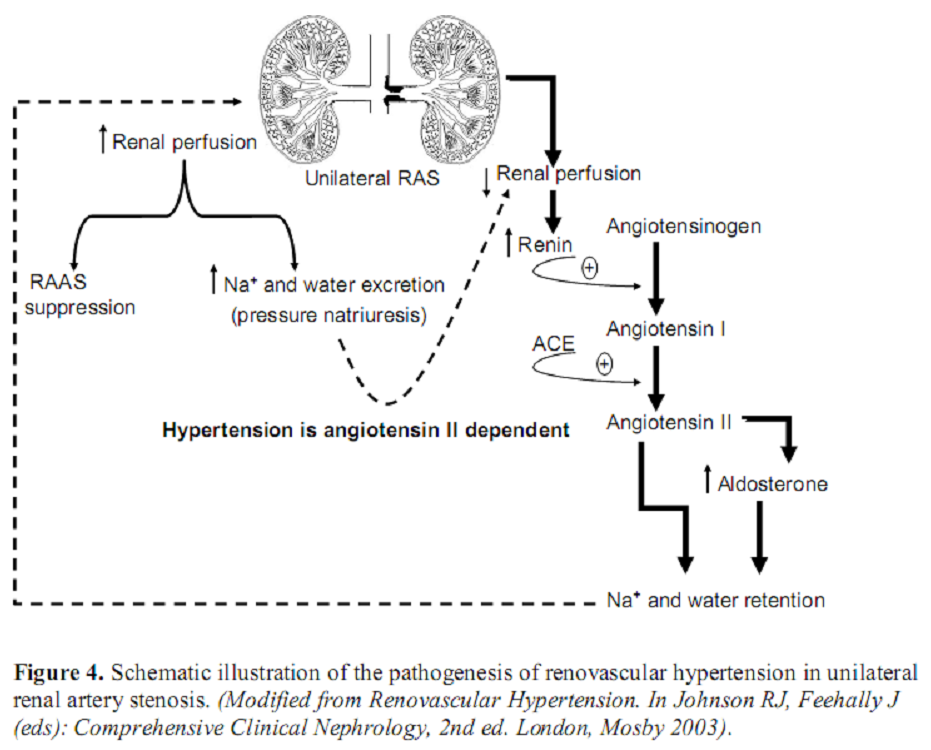 ↑Renal perfusion
Unilateral RAS
↓ Renal perfusion
RAAS
suppression
↑Na⁺ and water excretion
(pressure natriuresis)
↑Renin
⊕
Angiotensinogen
Angiotensin I
ACE
⊕
Hypertension is angiotensin II dependent
Angiotensin II
↑Aldosterone
Na⁺ and water retention
Figure 4. Schematic illustration of the pathogenesis of renovascular hypertension in unilateral
renal artery stenosis. (Modified from Renovascular Hypertension. In Johnson RJ, Feehally J
(eds): Comprehensive Clinical Nephrology, 2nd ed. London, Mosby 2003).